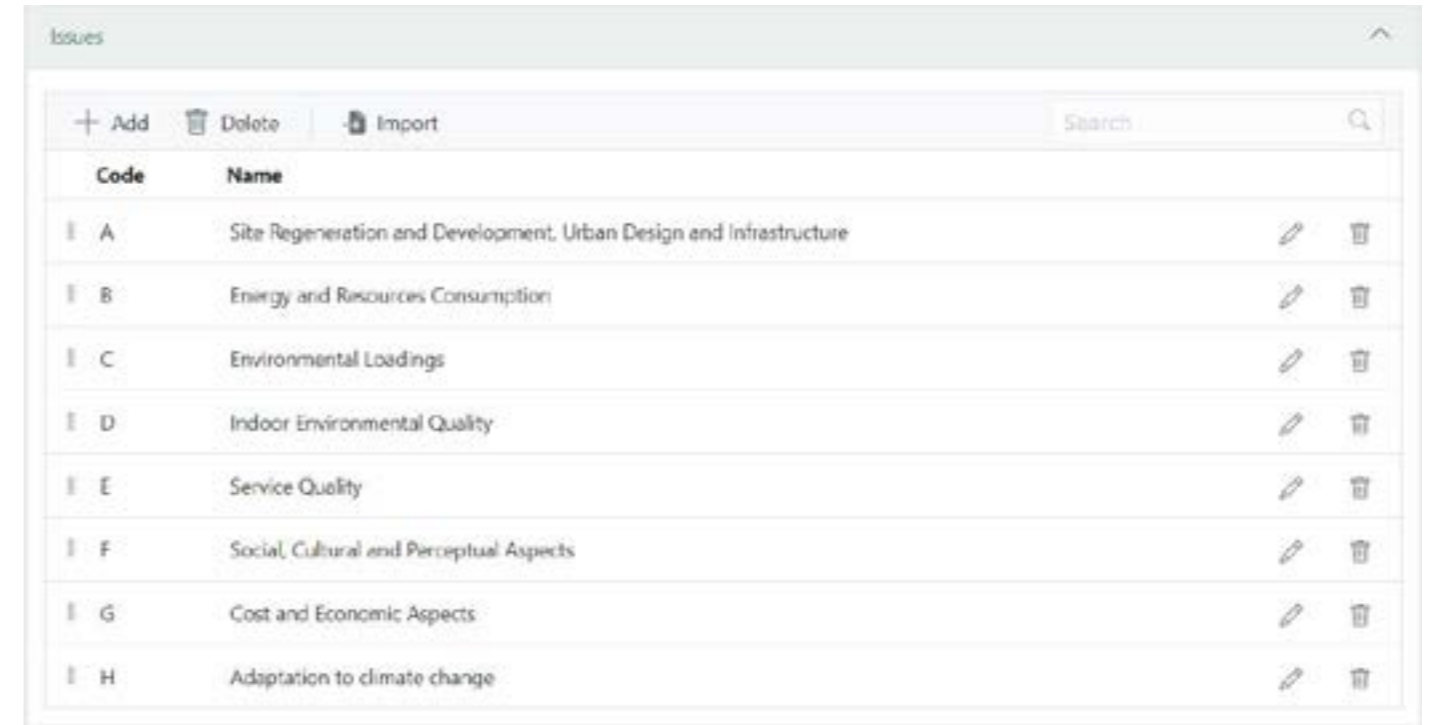 Issues
Add Delete Import Search
Code Name
A Site Regeneration and Development, Urban Design and Infrastructure
B Energy and Resources Consumption
C Environmental Loadings
D Indoor Environmental Quality
E Service Quality
F Social, Cultural and Perceptual Aspects
G Cost and Economic Aspects
H Adaptation to climate change